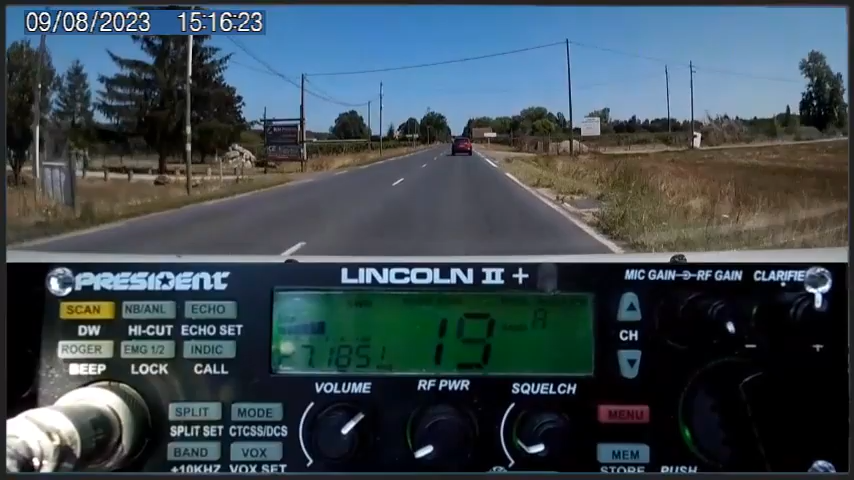 09/08/2023 15:16:23
PRESIDENT
LINCOLN II +
MIC GAIN RF GAIN CLARIFIE
SCAN NB/ANL ECHO
DW HI-CUT ECHO SET
ROGER EMG 1/2 INDIC
BEEP LOCK CALL
19 A
CH
VOLUME RF PWR SQUELCH
SPLIT MODE
SPLIT SET CTCSS/DCS
BAND VOX
+10KHZ VOX SET
MENU
MEM
STORE PUSH
- +